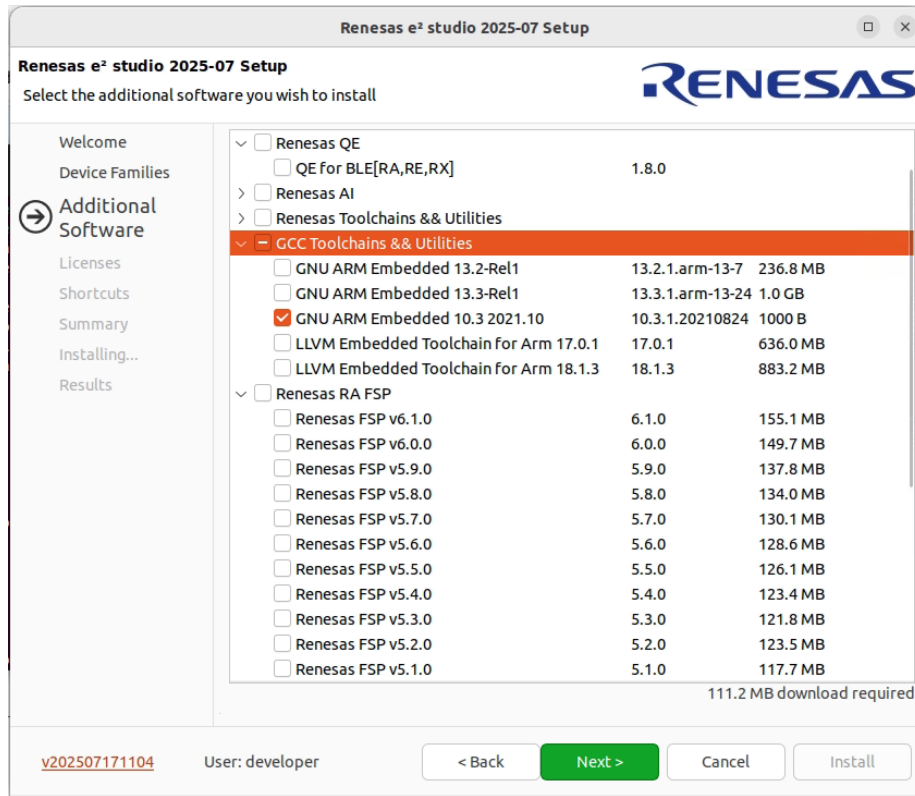 Renesas e² studio 2025-07 Setup
Renesas e² studio 2025-07 Setup
Select the additional software you wish to install
RENESAS
Welcome
Device Families
Additional
Software
Licenses
Shortcuts
Summary
Installing...
Results
Renesas QE
QE for BLE[RA,RE,RX] 1.8.0
Renesas AI
Renesas Toolchains && Utilities
GCC Toolchains && Utilities
GNU ARM Embedded 13.2-Rel1 13.2.1.arm-13-7 236.8 MB
GNU ARM Embedded 13.3-Rel1 13.3.1.arm-13-24 1.0 GB
GNU ARM Embedded 10.3 2021.10 10.3.1.20210824 1000 B
LLVM Embedded Toolchain for Arm 17.0.1 17.0.1 636.0 MB
LLVM Embedded Toolchain for Arm 18.1.3 18.1.3 883.2 MB
Renesas RA FSP
Renesas FSP v6.1.0 6.1.0 155.1 MB
Renesas FSP v6.0.0 6.0.0 149.7 MB
Renesas FSP v5.9.0 5.9.0 137.8 MB
Renesas FSP v5.8.0 5.8.0 134.0 MB
Renesas FSP v5.7.0 5.7.0 130.1 MB
Renesas FSP v5.6.0 5.6.0 128.6 MB
Renesas FSP v5.5.0 5.5.0 126.1 MB
Renesas FSP v5.4.0 5.4.0 123.4 MB
Renesas FSP v5.3.0 5.3.0 121.8 MB
Renesas FSP v5.2.0 5.2.0 123.5 MB
Renesas FSP v5.1.0 5.1.0 117.7 MB
111.2 MB download required
v202507171104 User: developer < Back Next > Cancel Install